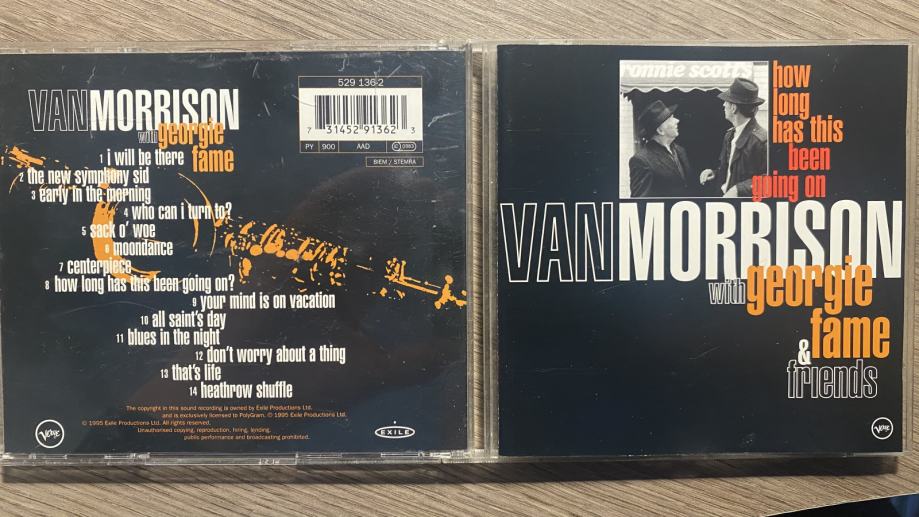 529 136-2
7 31452 91362 3
PY 900 AAD LC 0383
BIEM / STEMRA
VANMORRISON
with georgie
fame
1 i will be there
2 the new symphony sid
3 early in the morning
4 who can i turn to?
5 sack o' woe
6 moondance
7 centerpiece
8 how long has this been going on?
9 your mind is on vacation
10 all saint's day
11 blues in the night
12 don't worry about a thing
13 that's life
14 heathrow shuffle
The copyright in this sound recording is owned by Exile Productions Ltd.
and is exclusively licensed to PolyGram. ℗ 1995 Exile Productions Ltd.
© 1995 Exile Productions Ltd. All rights reserved.
Unauthorised copying, reproduction, hiring, lending,
public performance and broadcasting prohibited.
Verve
EXILE
ronnie scott's
how
long
has this
been
going on
VANMORRISON
with georgie
fame
&
friends
Verve